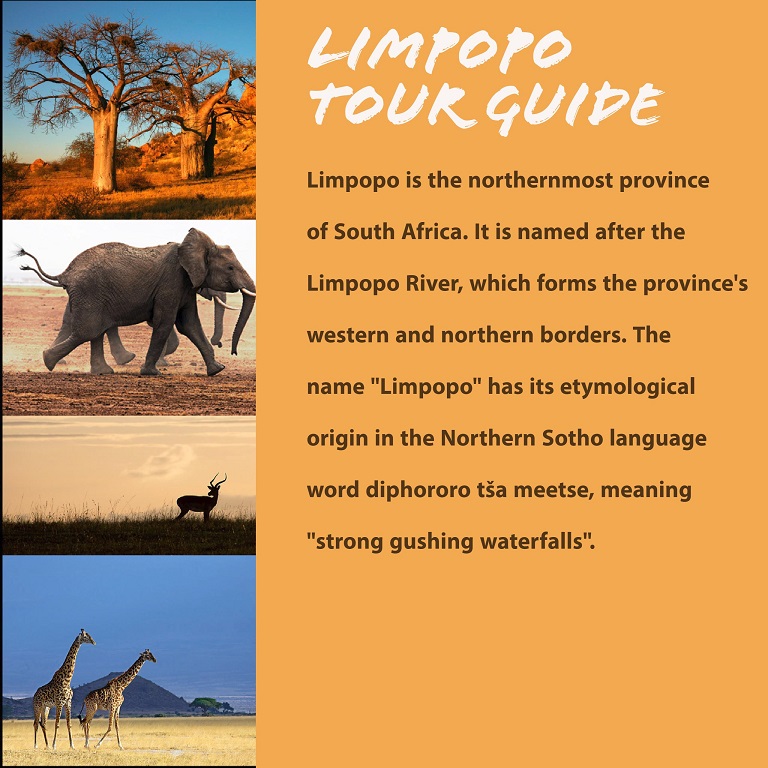 LIMPOPO
TOUR GUIDE
Limpopo is the northernmost province
of South Africa. It is named after the
Limpopo River, which forms the province's
western and northern borders. The
name "Limpopo" has its etymological
origin in the Northern Sotho language
word diphororo tša meetse, meaning
"strong gushing waterfalls".